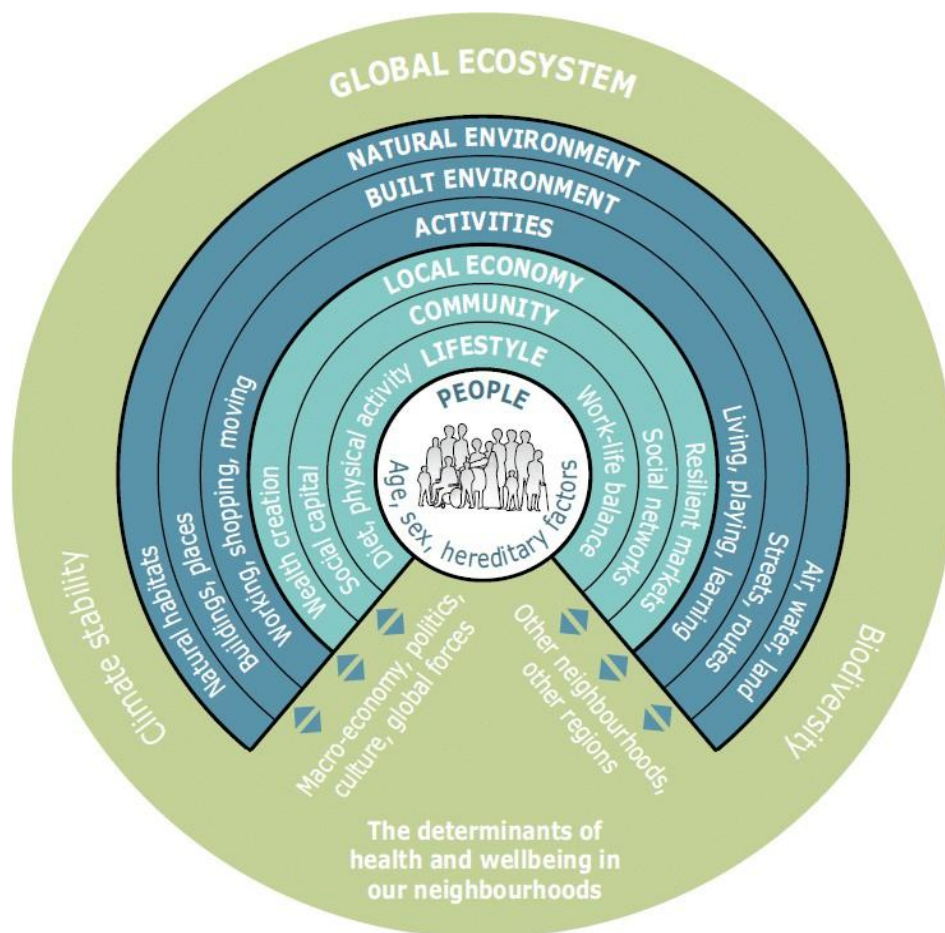 GLOBAL ECOSYSTEM
NATURAL ENVIRONMENT
BUILT ENVIRONMENT
ACTIVITIES
LOCAL ECONOMY
COMMUNITY
LIFESTYLE
PEOPLE
Age, sex, hereditary factors
Diet, physical activity
Work-life balance
Social capital
Social networks
Wealth creation
Resilient markets
Working, shopping, moving
Living, playing, learning
Buildings, places
Streets, routes
Natural habitats
Air, water, land
Climate stability
Biodiversity
Macro-economy, politics,
culture, global forces
Other neighbourhoods,
other regions
The determinants of
health and wellbeing in
our neighbourhoods